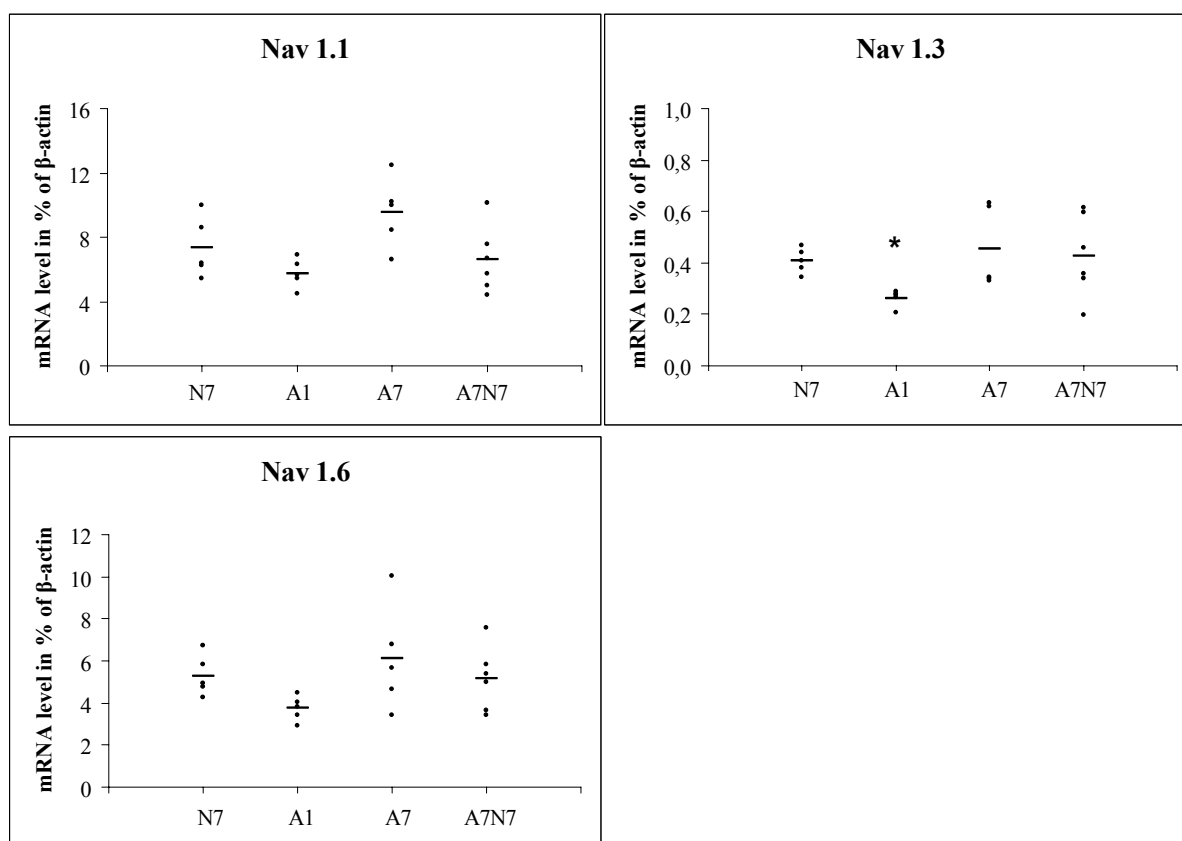 Nav 1.1
mRNA level in % of β-actin
16
12
8
4
0
N7 A1 A7 A7N7
Nav 1.3
mRNA level in % of β-actin
1,0
0,8
0,6
0,4
0,2
0,0
*
N7 A1 A7 A7N7
Nav 1.6
mRNA level in % of β-actin
12
10
8
6
4
2
0
N7 A1 A7 A7N7